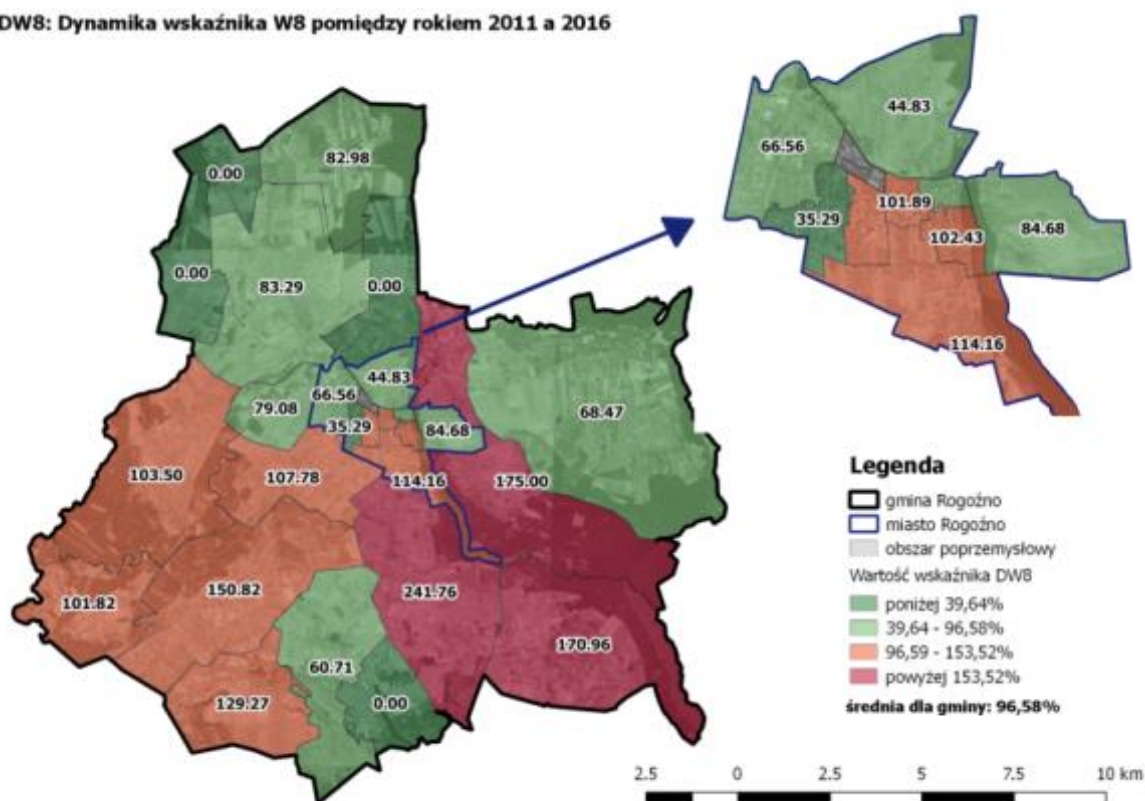 DW8: Dynamika wskaźnika W8 pomiędzy rokiem 2011 a 2016
44.83
66.56
101.89
35.29
102.43
84.68
114.16
82.98
0.00
0.00
83.29
0.00
44.83
66.56
79.08
35.29
84.68
68.47
103.50
107.78
114.16
175.00
101.82
150.82
241.76
170.96
60.71
129.27
0.00
Legenda
gmina Rogoźno
miasto Rogoźno
obszar poprzemysłowy
Wartość wskaźnika DW8
poniżej 39,64%
39,64 - 96,58%
96,59 - 153,52%
powyżej 153,52%
średnia dla gminy: 96,58%
2.5 0 2.5 5 7.5 10 km